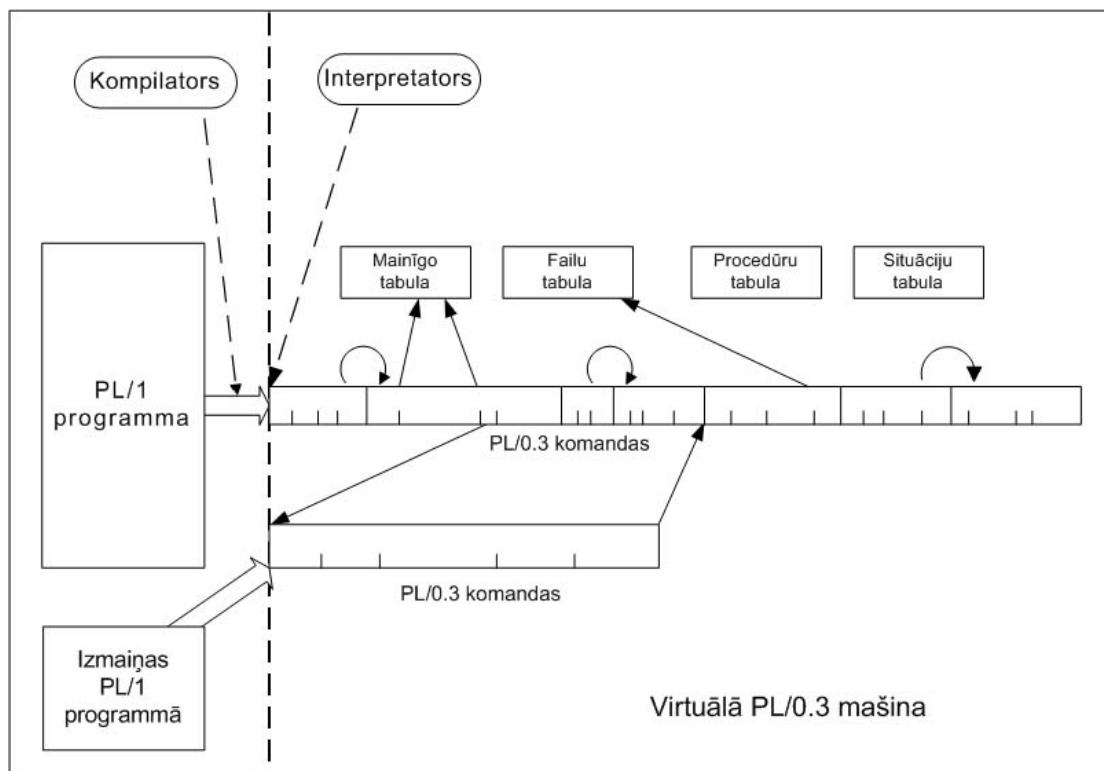 Kompilators
Interpretators
Mainīgo
tabula
Failu
tabula
Procedūru
tabula
Situāciju
tabula
PL/1
programma
PL/0.3 komandas
PL/0.3 komandas
Izmaiņas
PL/1
programmā
Virtuālā PL/0.3 mašina